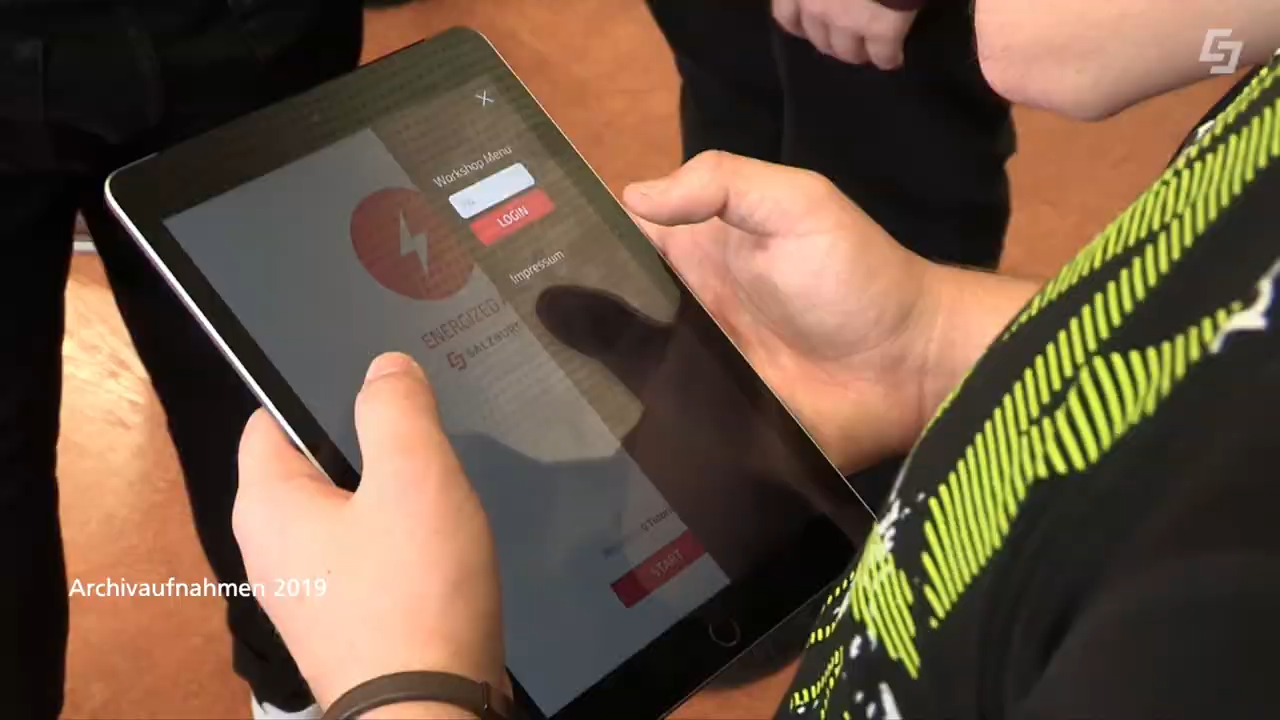 Workshop Menu
LOGIN
Impressum
ENERGIZED
SALZBURG
START
Archivaufnahmen 2019